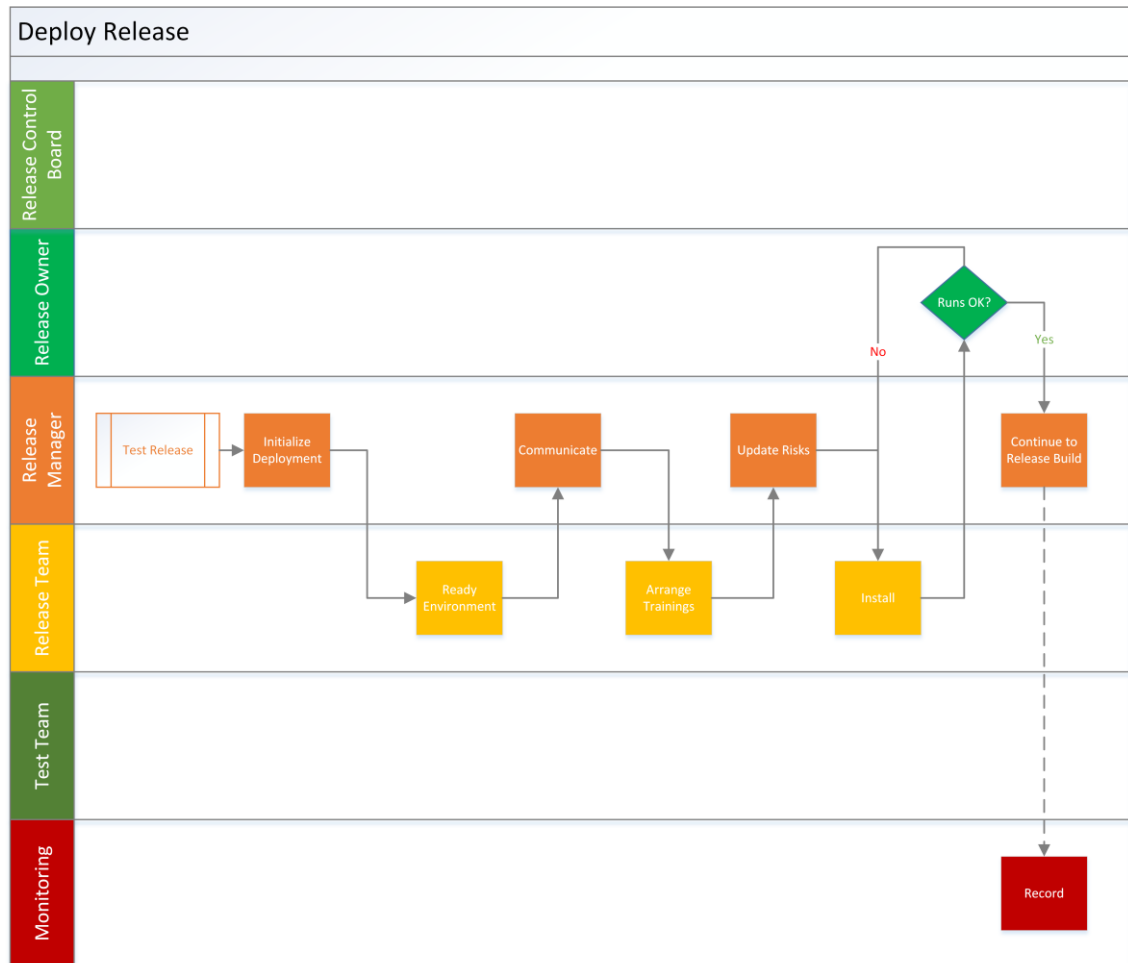 Deploy Release
Release Control
Board
Release Owner
Runs OK?
No
Yes
Release
Manager
Test Release
Initialize
Deployment
Communicate
Update Risks
Continue to
Release Build
Release Team
Ready
Environment
Arrange
Trainings
Install
Test Team
Monitoring
Record